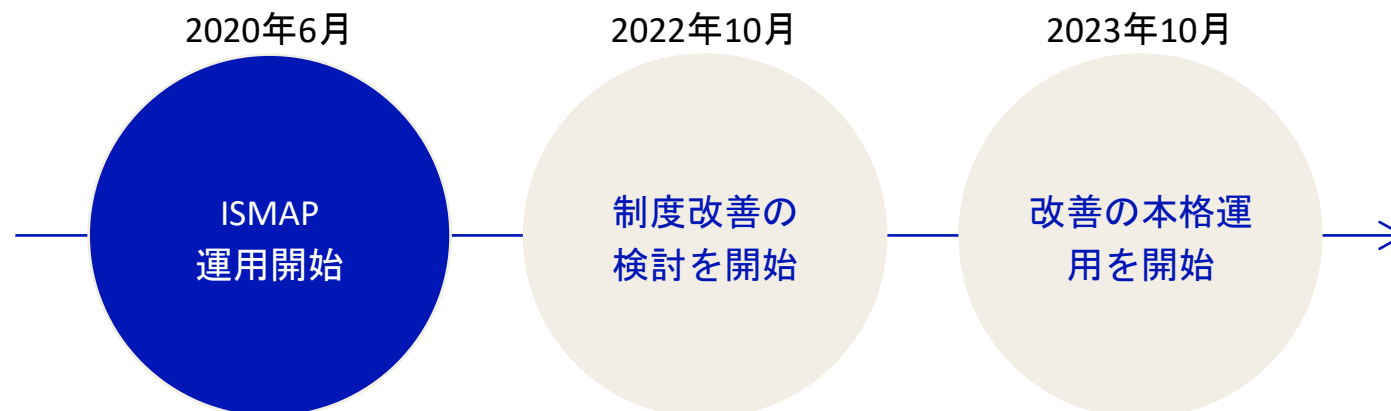 2020年6月
2022年10月
2023年10月
ISMAP
運用開始
制度改善の
検討を開始
改善の本格運
用を開始